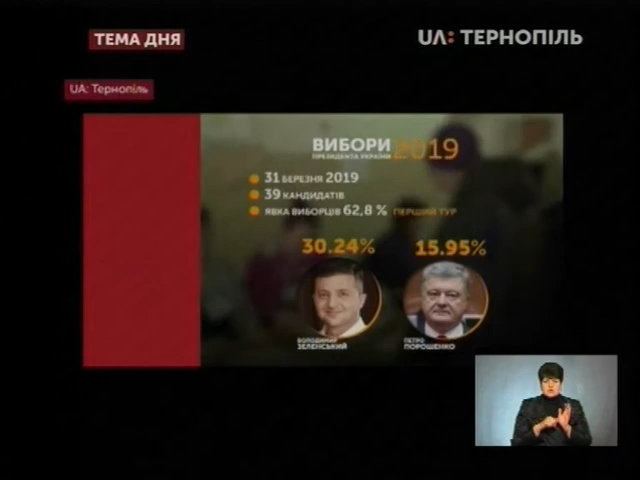 ТЕМА ДНЯ
UA: ТЕРНОПІЛЬ
UA: Тернопіль
ВИБОРИ 2019
ПРЕЗИДЕНТА УКРАЇНИ
31 БЕРЕЗНЯ 2019
39 КАНДИДАТІВ
ЯВКА ВИБОРЦІВ 62,8 % ПЕРШИЙ ТУР
30.24% 15.95%
ВОЛОДИМИР ПЕТРО
ЗЕЛЕНСЬКИЙ ПОРОШЕНКО